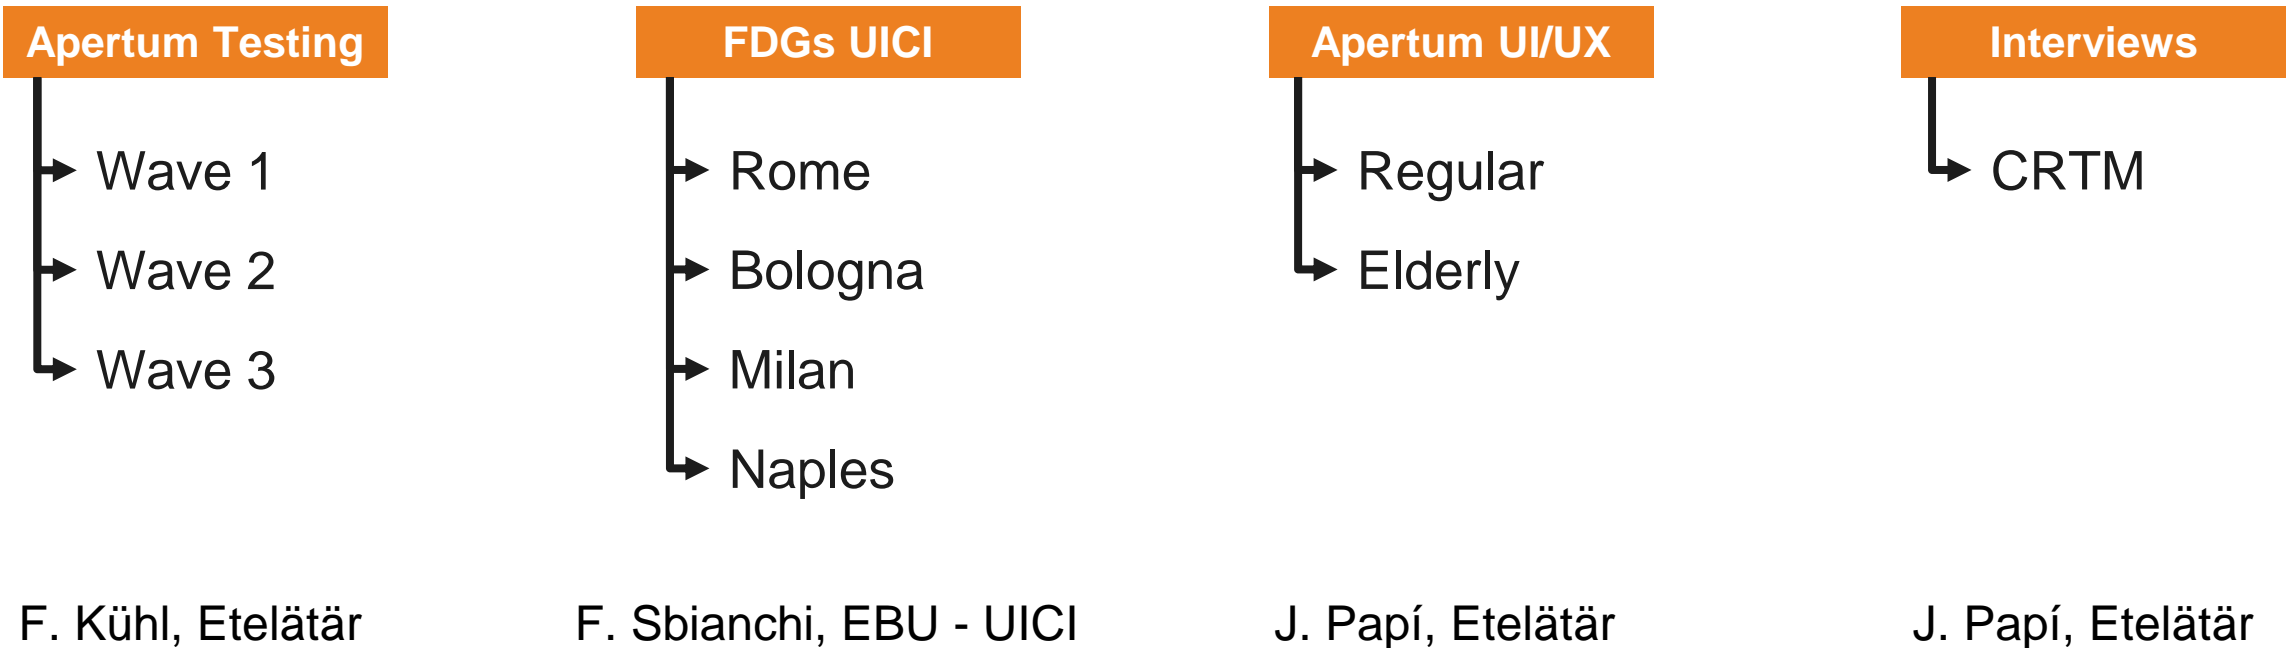 Apertum Testing
Wave 1
Wave 2
Wave 3
F. Kühl, Etelätär
FDGs UICI
Rome
Bologna
Milan
Naples
F. Sbianchi, EBU - UICI
Apertum UI/UX
Regular
Elderly
J. Papí, Etelätär
Interviews
CRTM
J. Papí, Etelätär